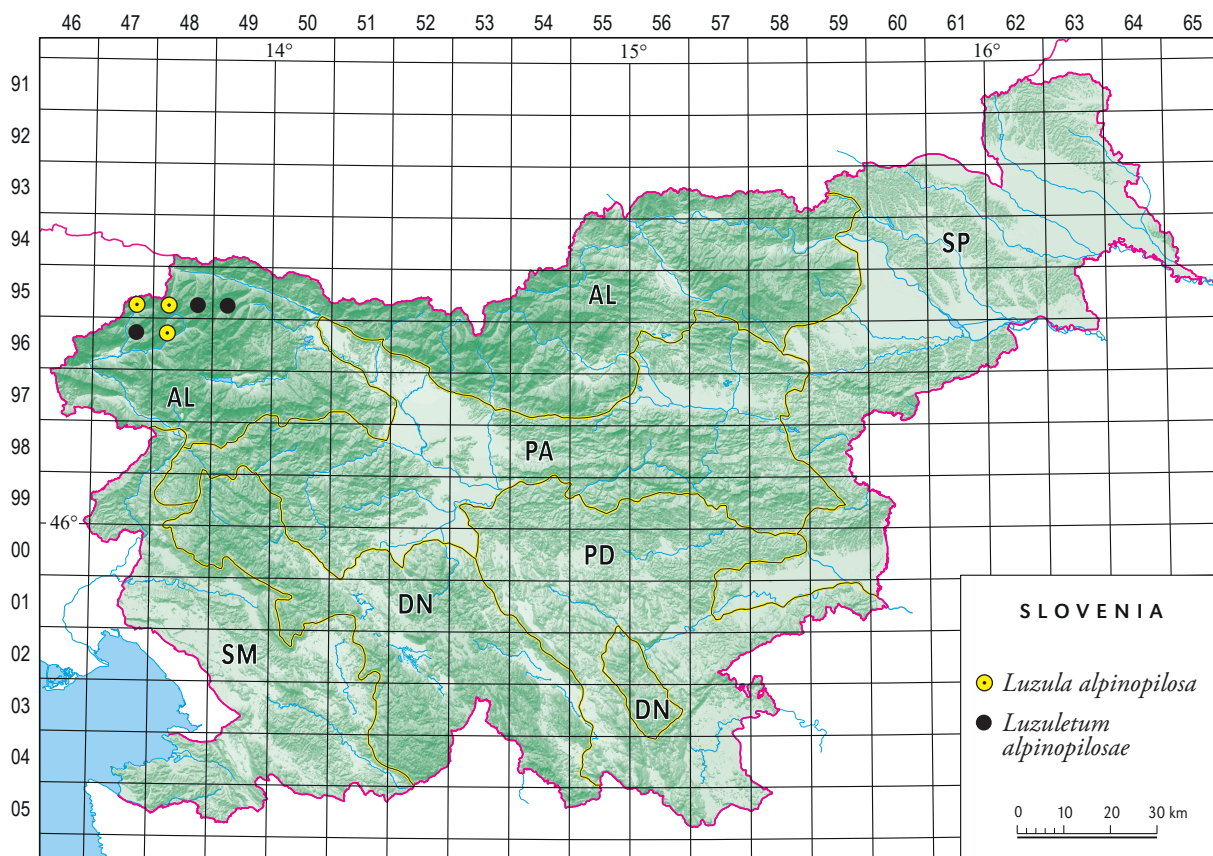 46 47 48 49 50 51 52 53 54 55 56 57 58 59 60 61 62 63 64 65
14° 15° 16°
91
92
93
94
SP
95
AL
96
97
AL
98
PA
99
46°
00
PD
01
DN
SLOVENIA
02
SM
Luzula alpinopilosa
03
DN
Luzuletum
alpinopilosae
04
05
0 10 20 30 km